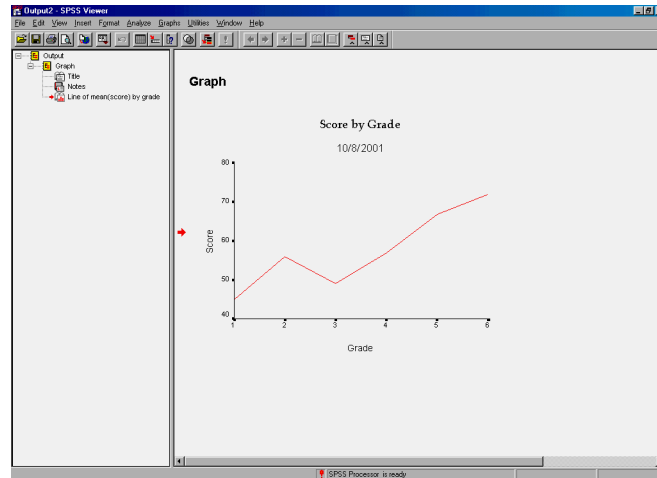 Output2 - SPSS Viewer
File Edit View Insert Format Analyze Graphs Utilities Window Help
Output
Graph
Title
Notes
Line of mean(score) by grade
Graph
Score by Grade
10/8/2001
80
70
60
50
40
Score
1 2 3 4 5 6
Grade
SPSS Processor is ready